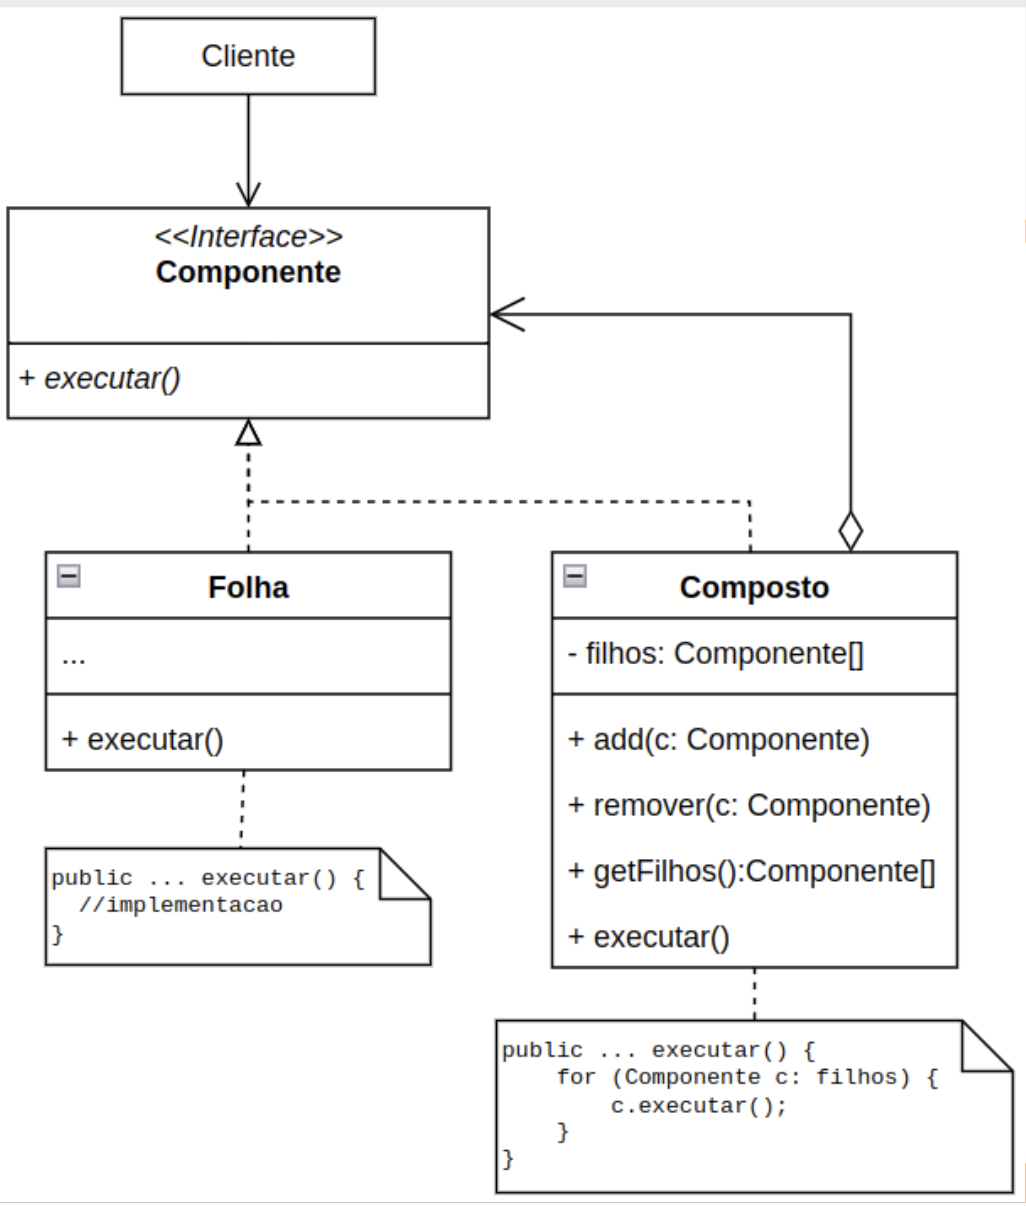 Cliente
<<Interface>>
Componente
+ executar()
Folha
...
+ executar()
public ... executar() {
//implementacao
}
Composto
- filhos: Componente[]
+ add(c: Componente)
+ remover(c: Componente)
+ getFilhos():Componente[]
+ executar()
public ... executar() {
for (Componente c: filhos) {
c.executar();
}
}